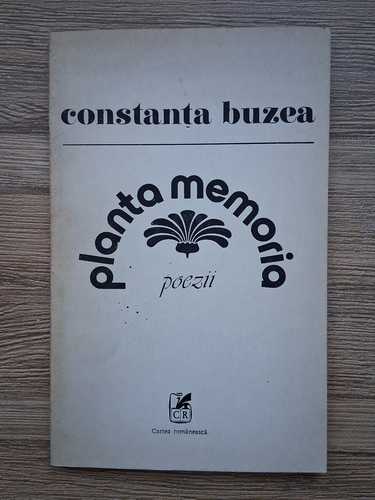 constanța buzea
planta memoria
poezii
CR
Cartea românească